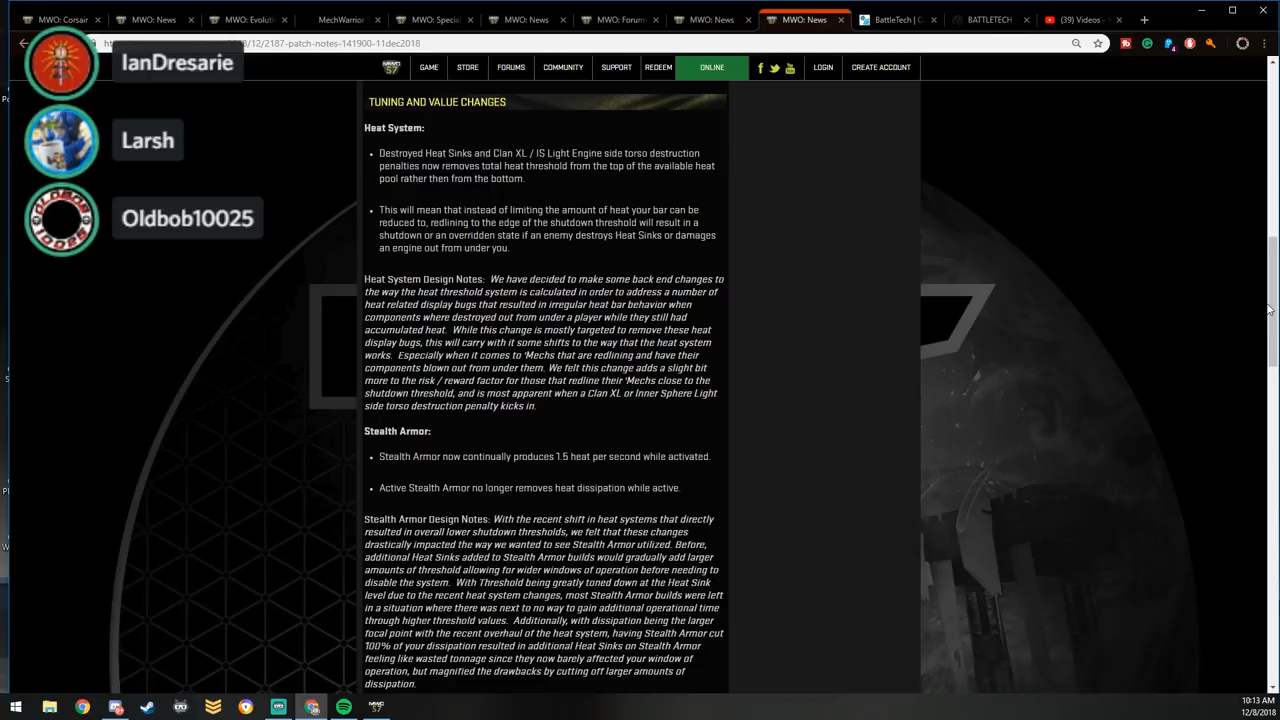 MWO: Corsair
MWO: News
MWO: Evoluti
MechWarrior
MWO: Special
MWO: News
MWO: Forum
MWO: News
MWO: News
BattleTech | C
BATTLETECH
(39) Videos -
8/12/2187-patch-notes-141900-11dec2018
IanDresarie
Larsh
Oldbob10025
GAME
STORE
FORUMS
COMMUNITY
SUPPORT
REDEEM
ONLINE
LOGIN
CREATE ACCOUNT
TUNING AND VALUE CHANGES
Heat System:
• Destroyed Heat Sinks and Clan XL / IS Light Engine side torso destruction
penalties now removes total heat threshold from the top of the available heat
pool rather then from the bottom.
• This will mean that instead of limiting the amount of heat your bar can be
reduced to, redlining to the edge of the shutdown threshold will result in a
shutdown or an overridden state if an enemy destroys Heat Sinks or damages
an engine out from under you.
Heat System Design Notes: We have decided to make some back end changes to
the way the heat threshold system is calculated in order to address a number of
heat related display bugs that resulted in irregular heat bar behavior when
components where destroyed out from under a player while they still had
accumulated heat. While this change is mostly targeted to remove these heat
display bugs, this will carry with it some shifts to the way that the heat system
works. Especially when it comes to 'Mechs that are redlining and have their
components blown out from under them. We felt this change adds a slight bit
more to the risk / reward factor for those that redline their 'Mechs close to the
shutdown threshold, and is most apparent when a Clan XL or Inner Sphere Light
side torso destruction penalty kicks in.
Stealth Armor:
• Stealth Armor now continually produces 1.5 heat per second while activated.
• Active Stealth Armor no longer removes heat dissipation while active.
Stealth Armor Design Notes: With the recent shift in heat systems that directly
resulted in overall lower shutdown thresholds, we felt that these changes
drastically impacted the way we wanted to see Stealth Armor utilized. Before,
additional Heat Sinks added to Stealth Armor builds would gradually add larger
amounts of threshold allowing for wider windows of operation before needing to
disable the system. With Threshold being greatly toned down at the Heat Sink
level due to the recent heat system changes, most Stealth Armor builds were left
in a situation where there was next to no way to gain additional operational time
through higher threshold values. Additionally, with dissipation being the larger
focal point with the recent overhaul of the heat system, having Stealth Armor cut
100% of your dissipation resulted in additional Heat Sinks on Stealth Armor
feeling like wasted tonnage since they now barely affected your window of
operation, but magnified the drawbacks by cutting off larger amounts of
dissipation.
10:13 AM
12/8/2018